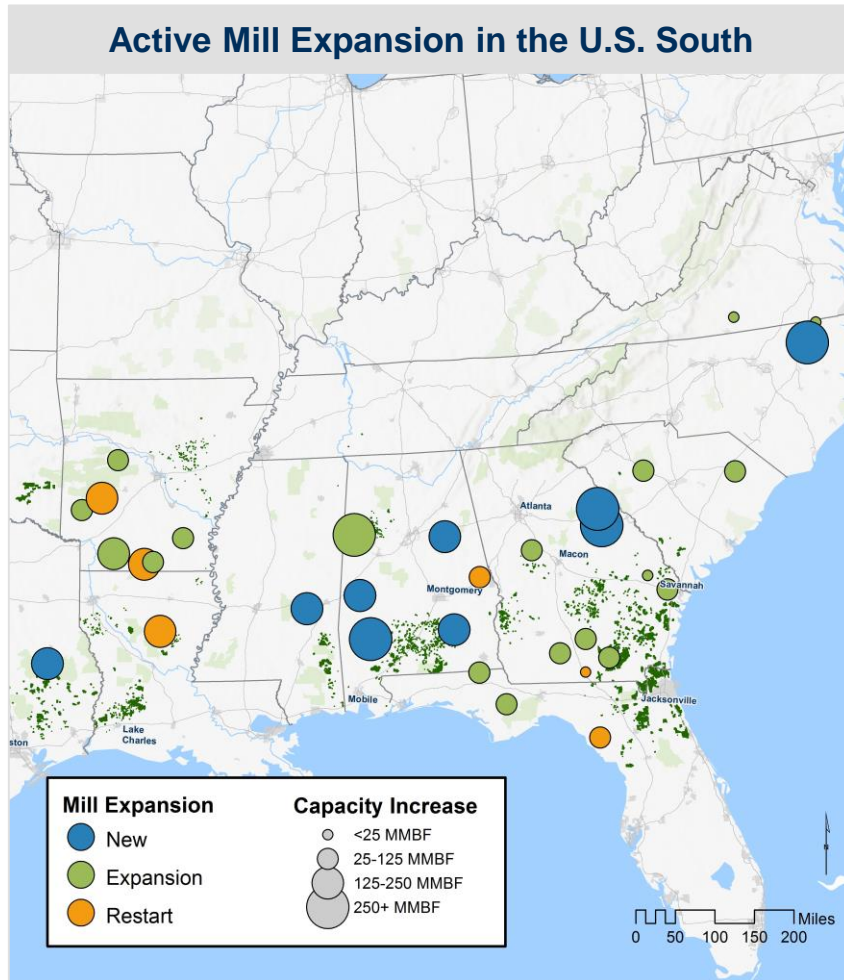 Active Mill Expansion in the U.S. South
Atlanta
Macon
Montgomery
Savannah
Mobile
Jacksonville
ston
Lake
Charles
Mill Expansion
New
Expansion
Restart
Capacity Increase
<25 MMBF
25-125 MMBF
125-250 MMBF
250+ MMBF
N
Miles
0 50 100 150 200